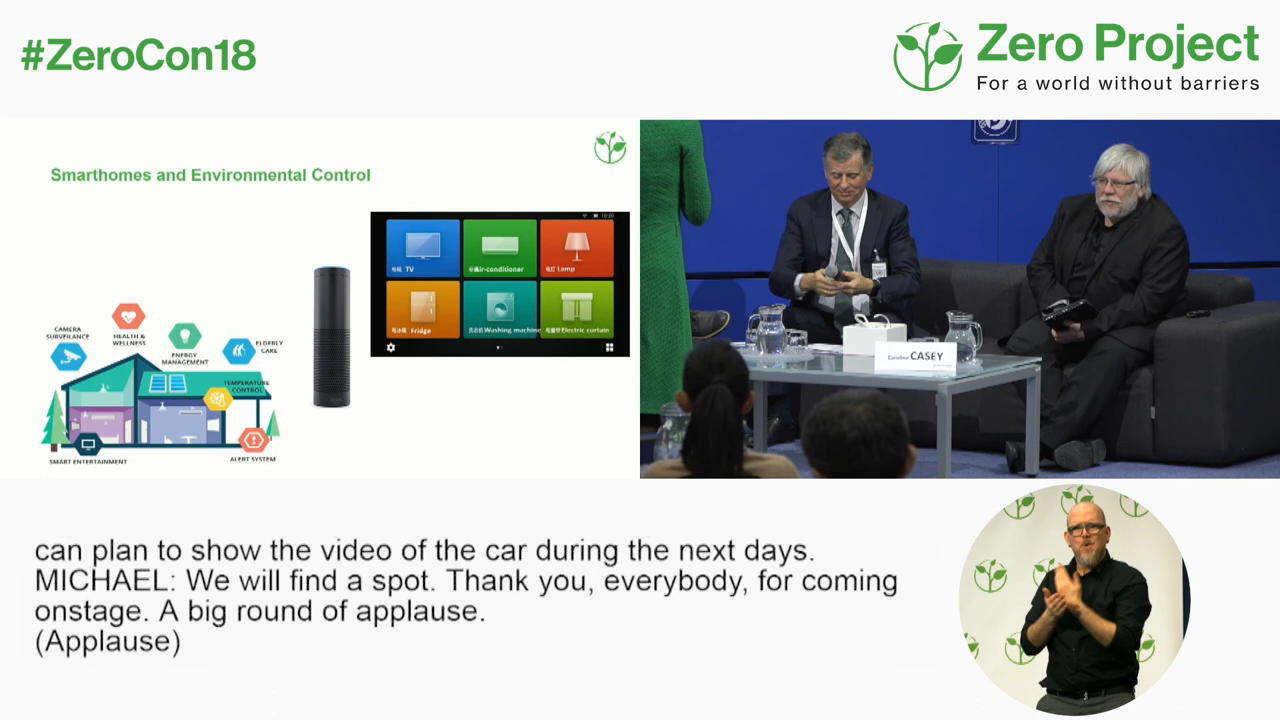 #ZeroCon18
Zero Project
For a world without barriers
Smarthomes and Environmental Control
TV
Air-conditioner
Lamp
Fridge
Washing machine
Electric curtain
CAMERA
SURVEILANCE
HEALTH &
WELLNESS
ENERGY
MANAGEMENT
ELDERLY
CARE
TEMPERATURE
CONTROL
SMART ENTERTAINMENT
ALERT SYSTEM
Caroline CASEY
can plan to show the video of the car during the next days.
MICHAEL: We will find a spot. Thank you, everybody, for coming
onstage. A big round of applause.
(Applause)